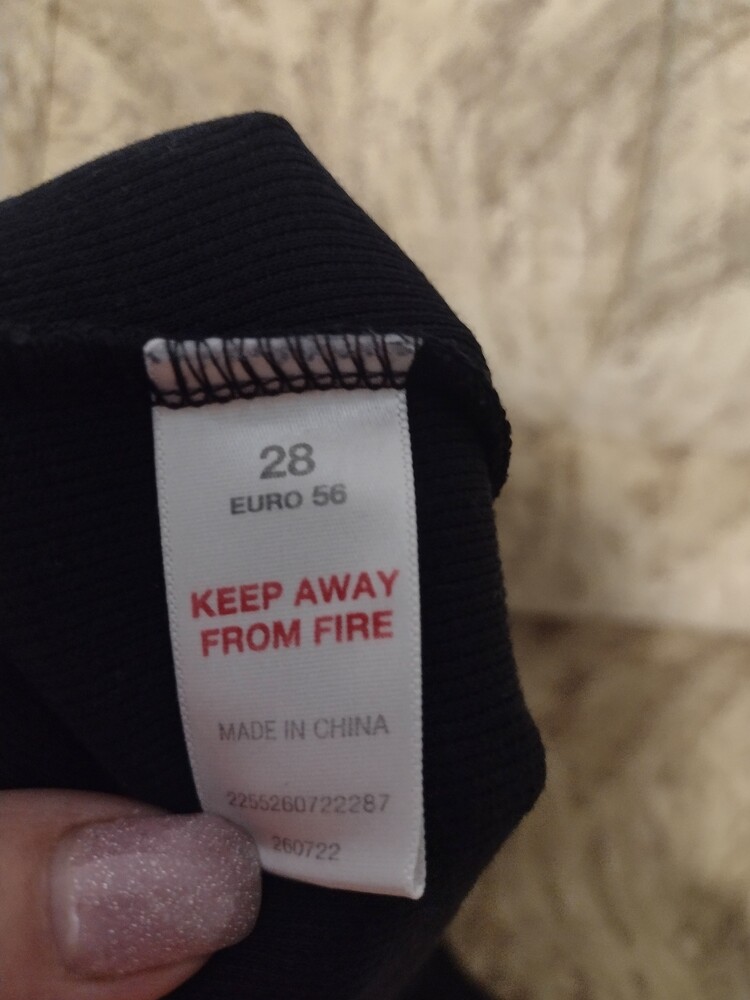 28
EURO 56
KEEP AWAY
FROM FIRE
MADE IN CHINA
2255260722287
260722